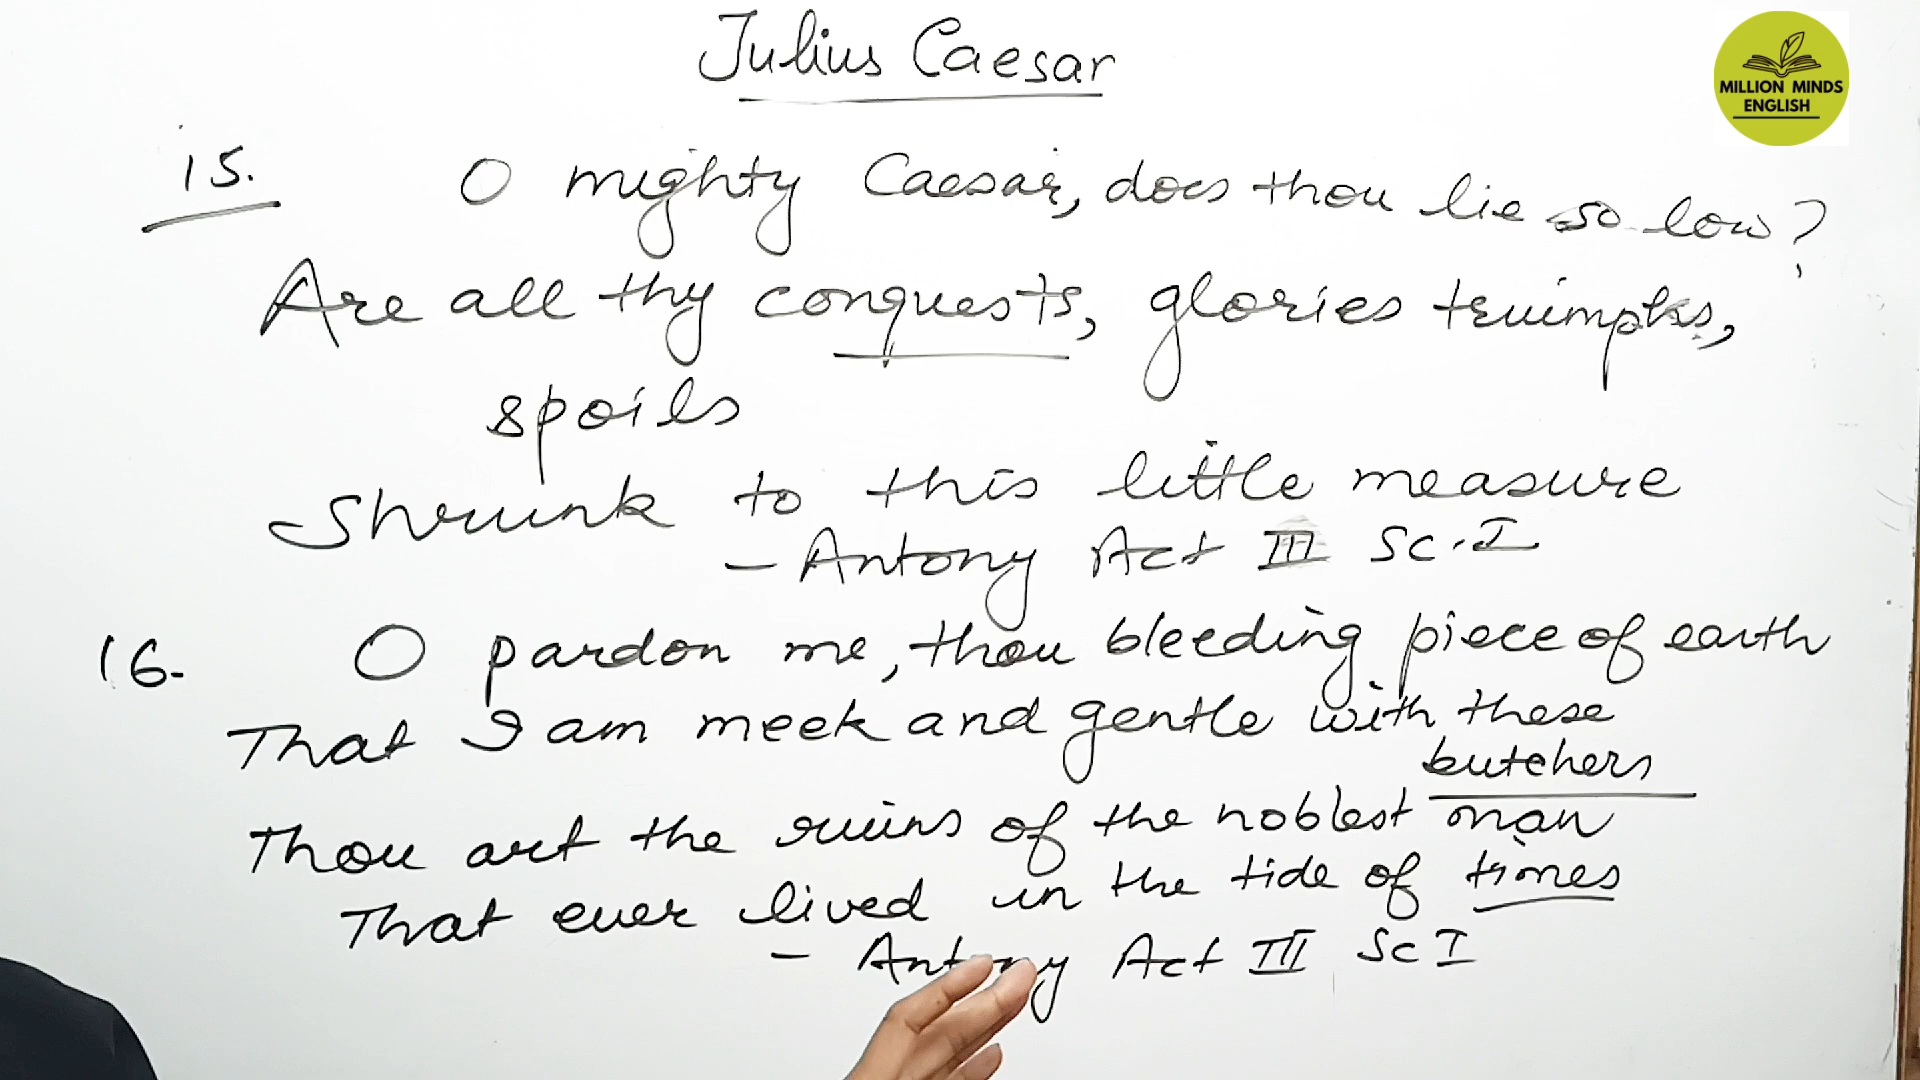 Julius Caesar
MILLION MINDS
ENGLISH
15. O mighty Caesar, does thou lie so low?
Are all thy conquests, glories truimphs,
spoils
Shrunk to this little measure
- Antony Act III Sc. I
16. O pardon me, thou bleeding piece of earth
That I am meek and gentle with these
butchers
Thou art the ruins of the noblest man
That ever lived in the tide of times
- Antony Act III Sc I